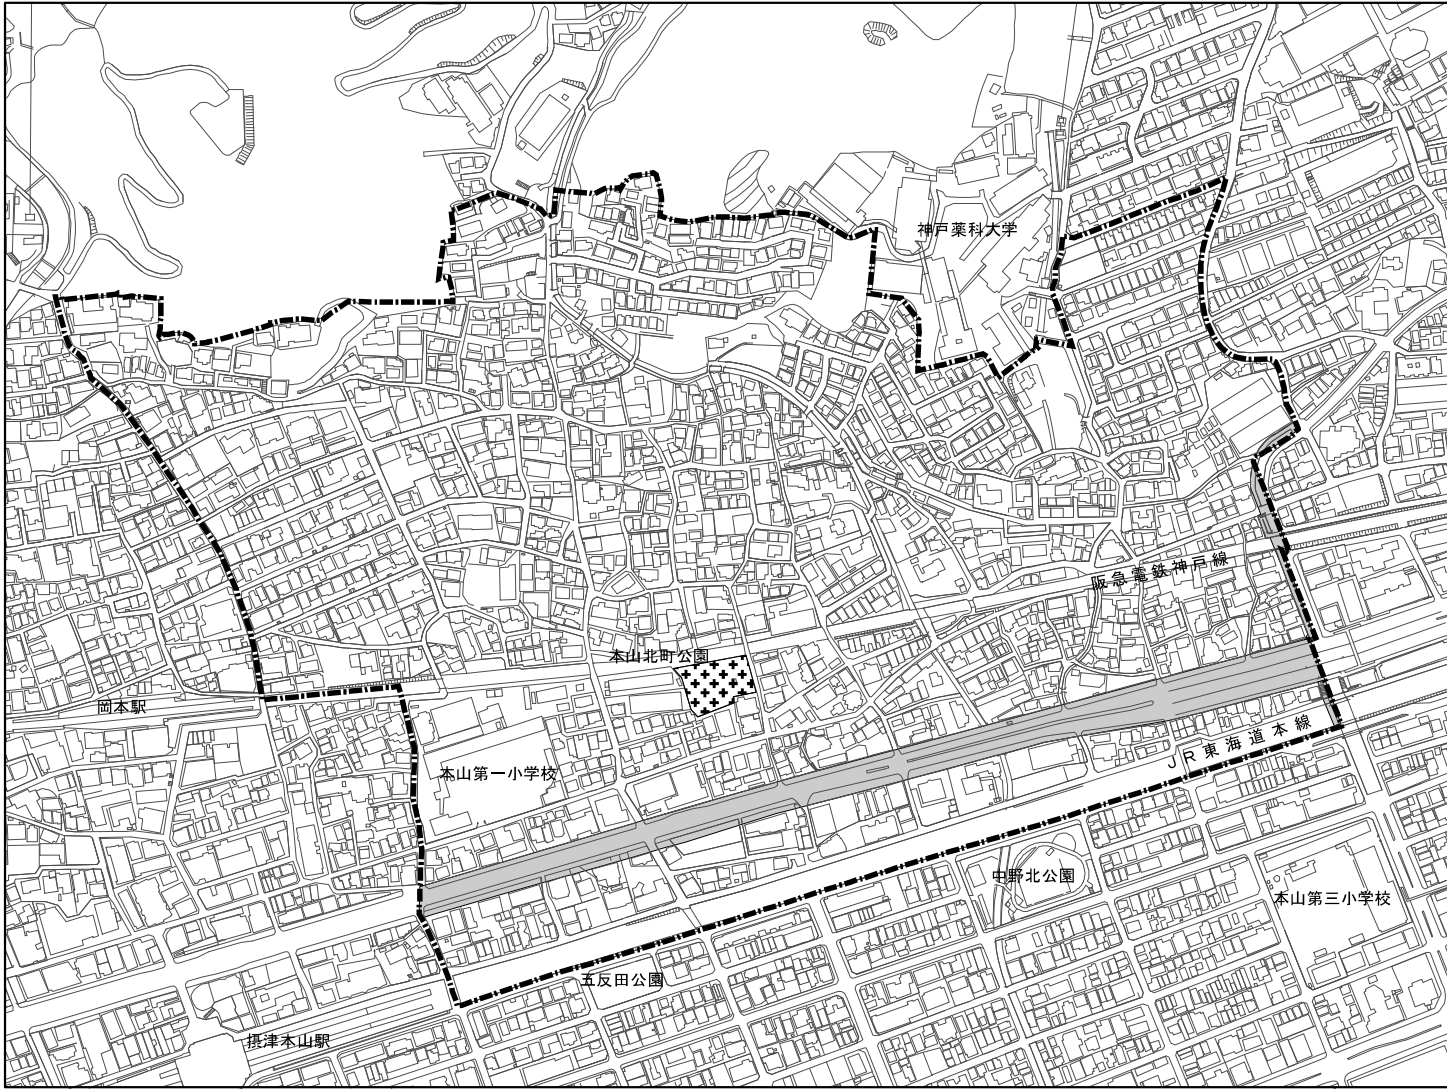 神戸薬科大学
阪急電鉄神戸線
本山北町公園
岡本駅
JR東海道本線
本山第一小学校
中野北公園
本山第三小学校
五反田公園
摂津本山駅